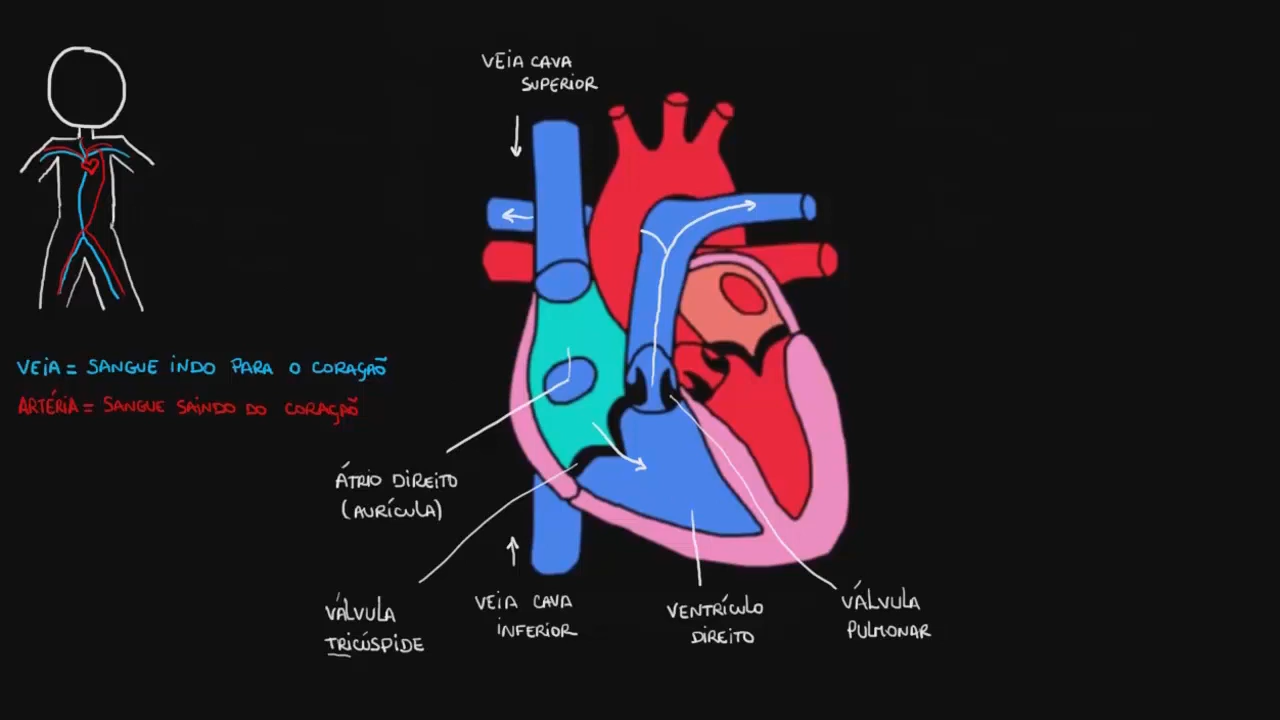 VEIA CAVA
SUPERIOR
VEIA = SANGUE INDO PARA O CORAÇÃO
ARTÉRIA = SANGUE SAINDO DO CORAÇÃO
ÁTRIO DIREITO
(AURÍCULA)
VÁLVULA
TRICÚSPIDE
VEIA CAVA
INFERIOR
VENTRÍCULO
DIREITO
VÁLVULA
PULMONAR